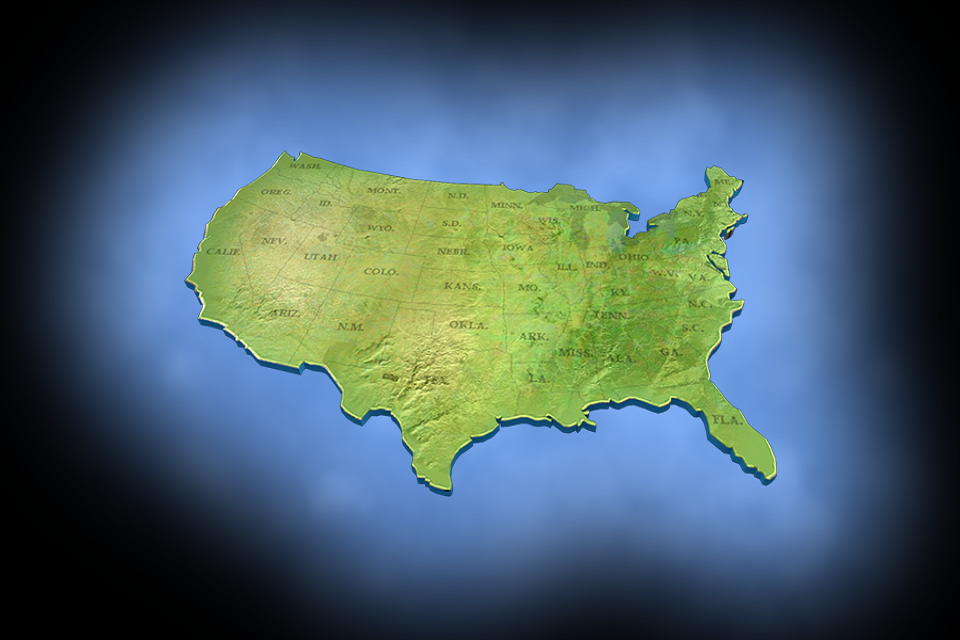 WASH.
ME.
OREG.
ID.
MONT.
N.D.
MINN.
WIS.
MICH.
N.Y.
CALIF.
NEV.
UTAH
WYO.
S.D.
NEBR.
IOWA
ILL.
IND.
OHIO
PA.
COLO.
KANS.
MO.
KY.
W.V.
VA.
ARIZ.
N.M.
OKLA.
ARK.
TENN.
N.C.
S.C.
TEX.
LA.
MISS.
ALA.
GA.
FLA.